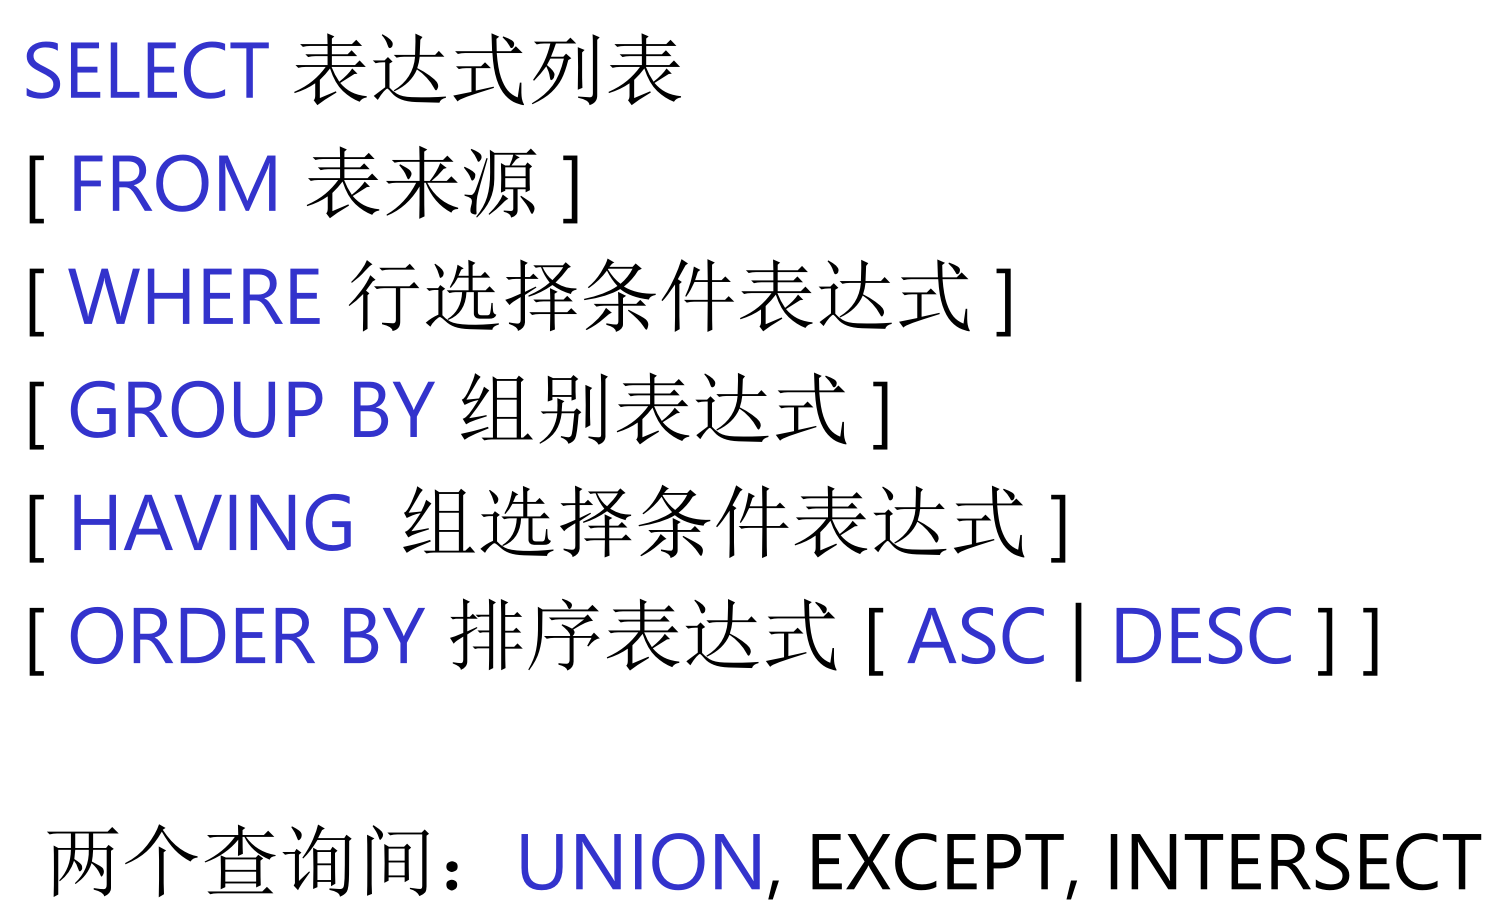 SELECT 表达式列表
[ FROM 表来源 ]
[ WHERE 行选择条件表达式 ]
[ GROUP BY 组别表达式 ]
[ HAVING 组选择条件表达式 ]
[ ORDER BY 排序表达式 [ ASC | DESC ] ]
两个查询间：UNION, EXCEPT, INTERSECT